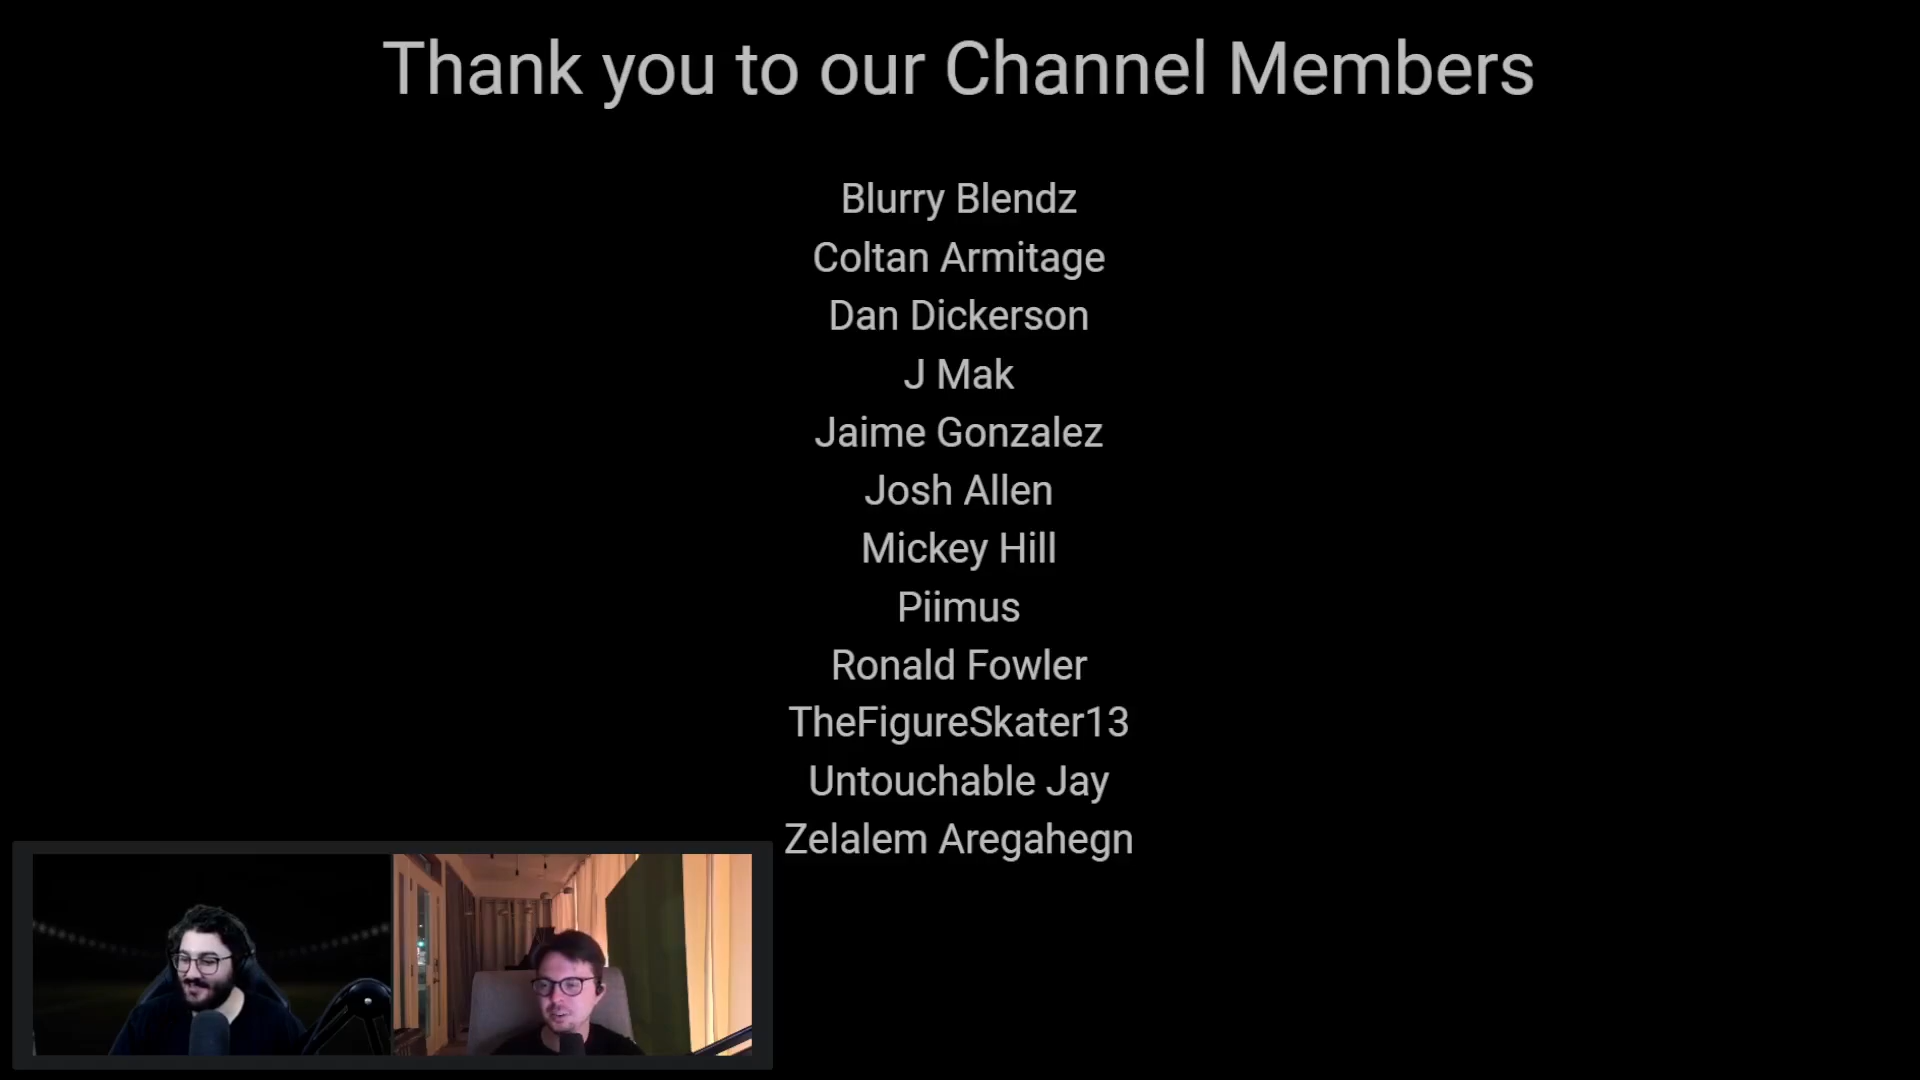 Thank you to our Channel Members
Blurry Blendz
Coltan Armitage
Dan Dickerson
J Mak
Jaime Gonzalez
Josh Allen
Mickey Hill
Piimus
Ronald Fowler
TheFigureSkater13
Untouchable Jay
Zelalem Aregahegn